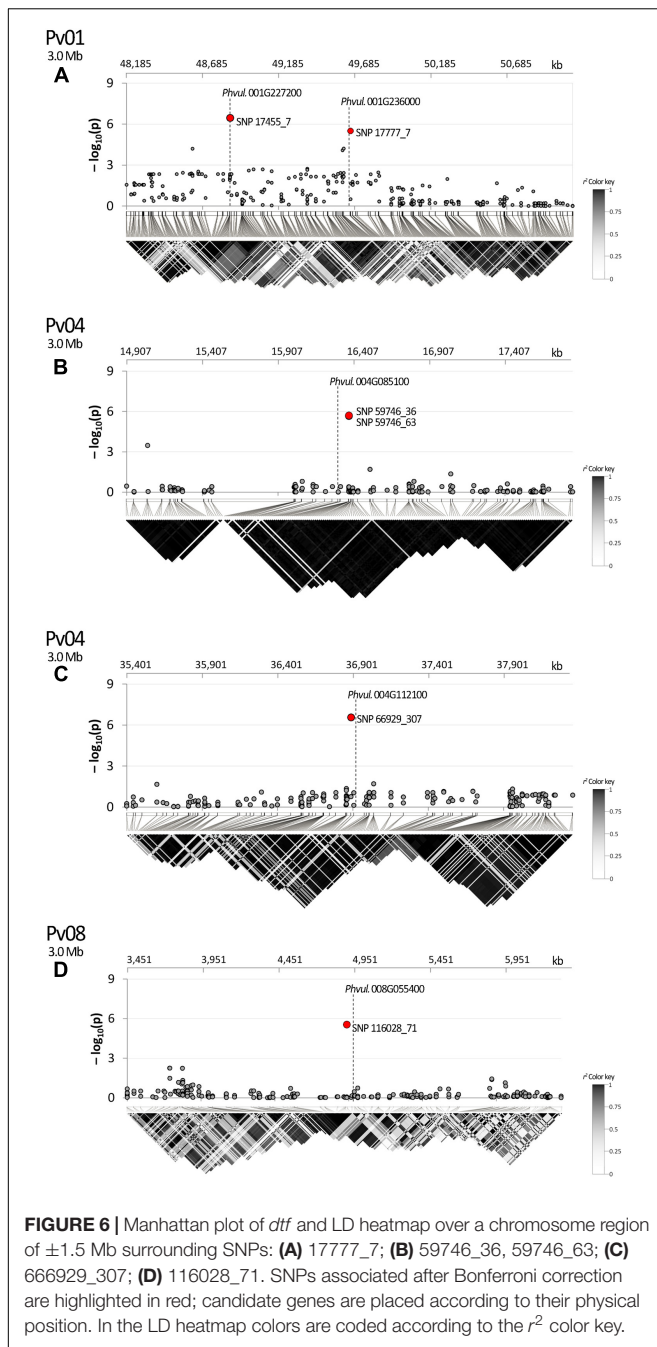 Pv01
3.0 Mb
A
48,185 48,685 49,185 49,685 50,185 50,685 kb
9
6
3
0
– log10(p)
Phvul. 001G227200
Phvul. 001G236000
SNP 17455_7
SNP 17777_7
r² Color key
1
0.75
0.5
0.25
0
Pv04
3.0 Mb
B
14,907 15,407 15,907 16,407 16,907 17,407 kb
9
6
3
0
– log10(p)
Phvul. 004G085100
SNP 59746_36
SNP 59746_63
r² Color key
1
0.75
0.5
0.25
0
Pv04
3.0 Mb
C
35,401 35,901 36,401 36,901 37,401 37,901 kb
9
6
3
0
– log10(p)
Phvul. 004G112100
SNP 66929_307
r² Color key
1
0.75
0.5
0.25
0
Pv08
3.0 Mb
D
3,451 3,951 4,451 4,951 5,451 5,951 kb
9
6
3
0
– log10(p)
Phvul. 008G055400
SNP 116028_71
r² Color key
1
0.75
0.5
0.25
0
FIGURE 6 | Manhattan plot of dtf and LD heatmap over a chromosome region
of ±1.5 Mb surrounding SNPs: (A) 17777_7; (B) 59746_36, 59746_63; (C)
666929_307; (D) 116028_71. SNPs associated after Bonferroni correction
are highlighted in red; candidate genes are placed according to their physical
position. In the LD heatmap colors are coded according to the r² color key.